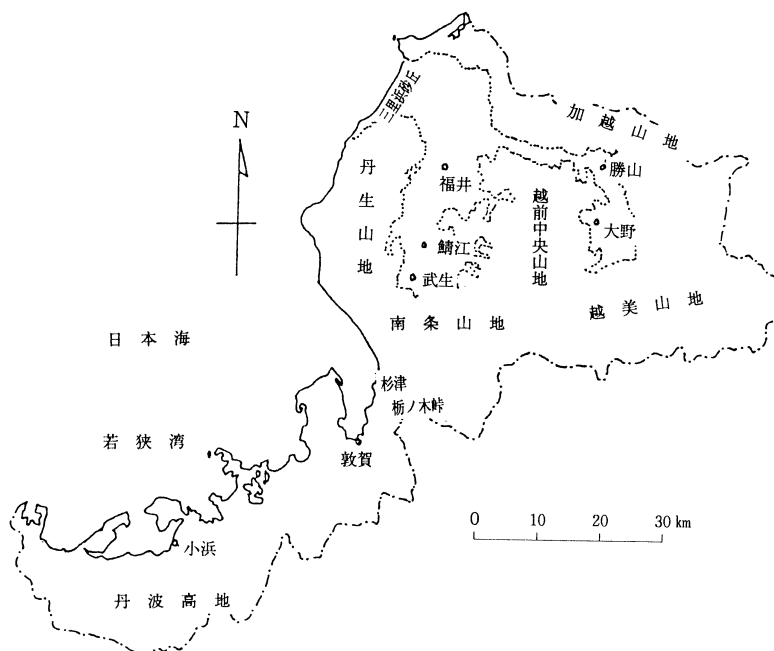 三里浜砂丘
加越山地
N
丹生山地
福井
勝山
越前中央山地
大野
鯖江
武生
越美山地
南条山地
日本海
杉津
栃ノ木峠
若狭湾
敦賀
0 10 20 30 km
小浜
丹波高地